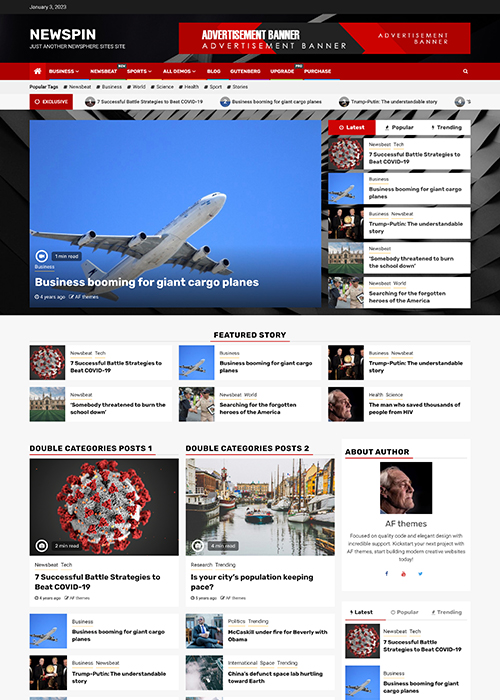 January 3, 2023
NEWSPIN
JUST ANOTHER NEWSPHERE SITES SITE
ADVERTISEMENT BANNER
ADVERTISEMENT BANNER
ADVERTISEMENT
BANNER
BUSINESS NEWSBEAT NEW SPORTS ALL DEMOS BLOG GUTENBERG UPGRADE PRO PURCHASE
Popular Tags # Newsbeat # Business # World # Science # Health # Sport # Stories
EXCLUSIVE 7 Successful Battle Strategies to Beat COVID-19 Business booming for giant cargo planes Trump-Putin: The understandable story
1 min read
Business
Business booming for giant cargo planes
4 years ago AF themes
Latest Popular Trending
Newsbeat Tech
7 Successful Battle Strategies to
Beat COVID-19
Business
Business booming for giant cargo
planes
Business Newsbeat
Trump-Putin: The understandable
story
Newsbeat
'Somebody threatened to burn
the school down'
Newsbeat World
Searching for the forgotten
heroes of the America
FEATURED STORY
Newsbeat Tech
7 Successful Battle Strategies to
Beat COVID-19
Business
Business booming for giant cargo
planes
Business Newsbeat
Trump-Putin: The understandable
story
Newsbeat
'Somebody threatened to burn the
school down'
Newsbeat World
Searching for the forgotten
heroes of the America
Health Science
The man who saved thousands of
people from HIV
DOUBLE CATEGORIES POSTS 1
2 min read
Newsbeat Tech
7 Successful Battle Strategies to
Beat COVID-19
4 years ago AF themes
Business
Business booming for giant cargo
planes
Business Newsbeat
Trump-Putin: The understandable
story
DOUBLE CATEGORIES POSTS 2
4 min read
Research Trending
Is your city's population keeping
pace?
5 years ago AF themes
Politics Trending
McCaskill under fire for Beverly with
Obama
International Space Trending
China's defunct space lab hurtling
toward Earth
ABOUT AUTHOR
AF themes
Focused on quality code and elegant design with
incredible support. Kickstart your next project with
AF themes, start building modern creative websites
today!
Latest Popular Trending
Newsbeat Tech
7 Successful Battle Strategies to
Beat COVID-19
Business
Business booming for giant cargo
planes